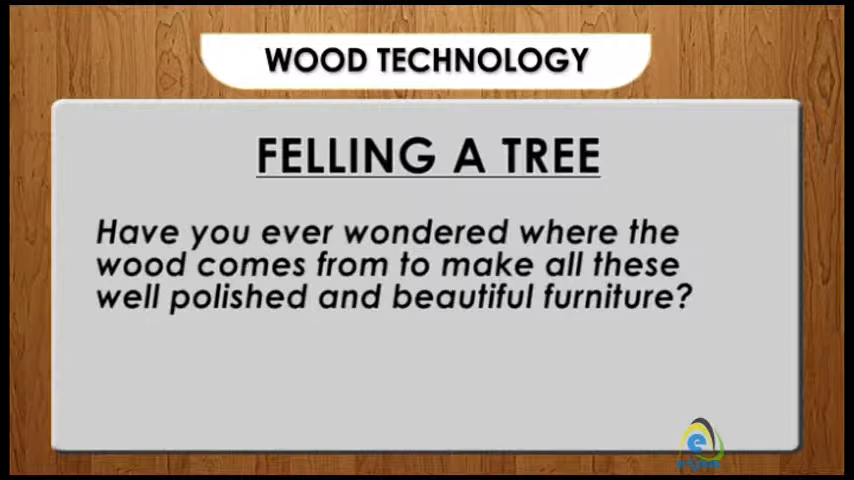 WOOD TECHNOLOGY
FELLING A TREE
Have you ever wondered where the
wood comes from to make all these
well polished and beautiful furniture?
e